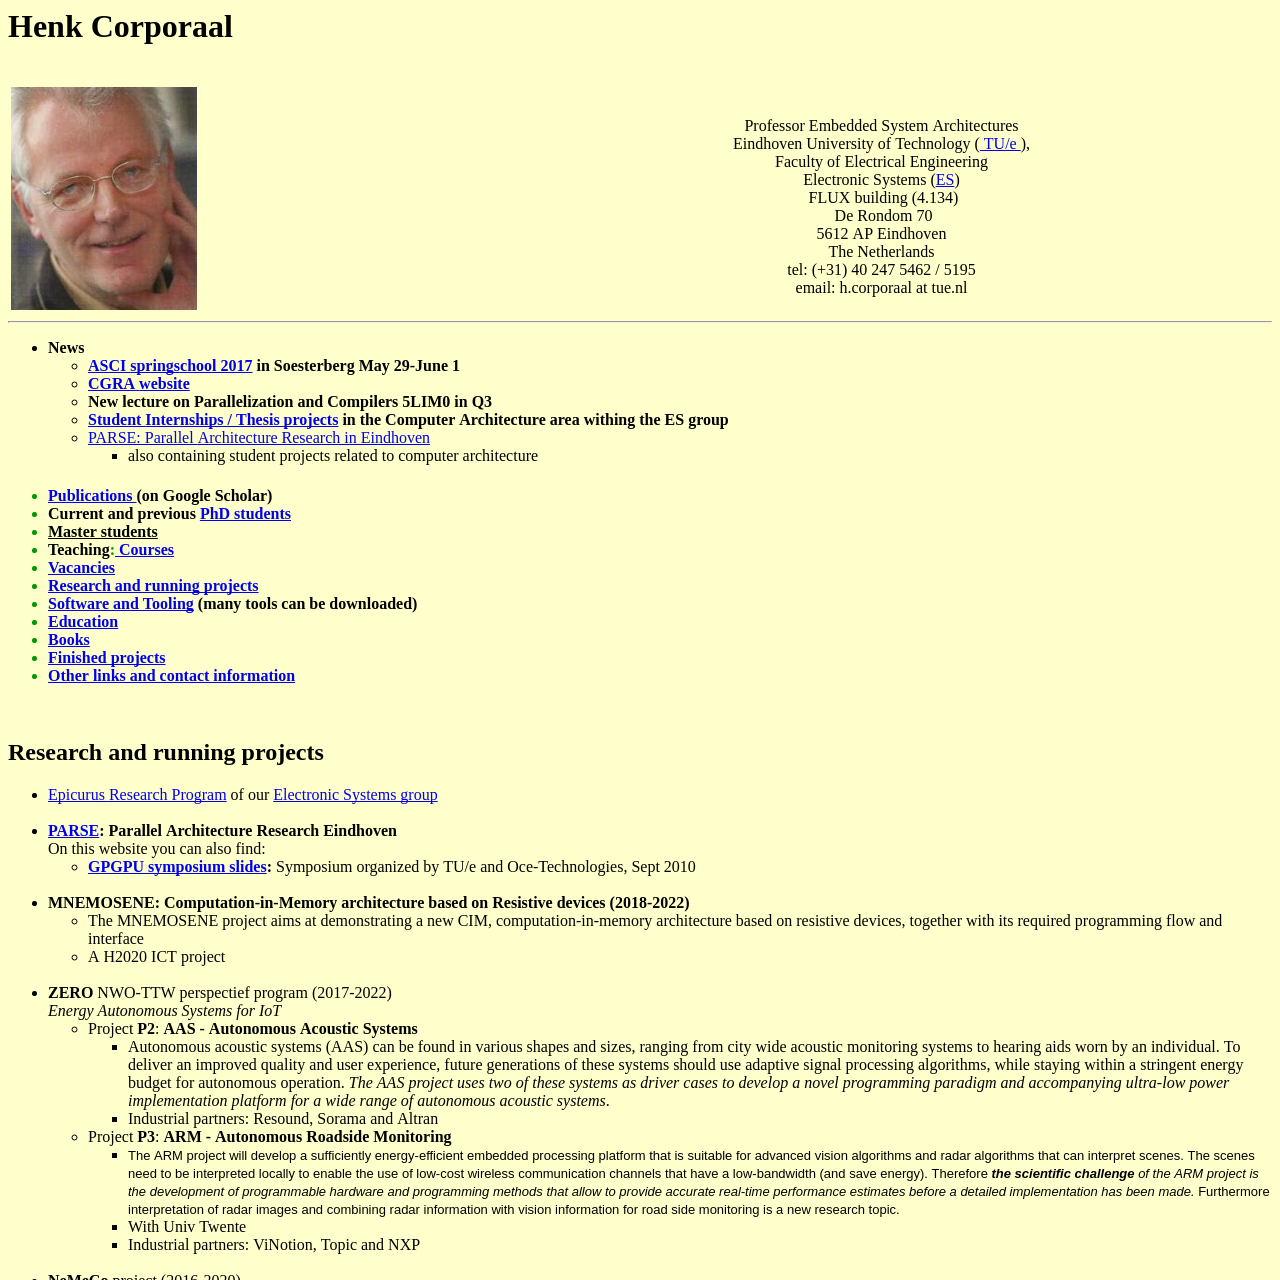 Henk Corporaal
Professor Embedded System Architectures
Eindhoven University of Technology ( TU/e ),
Faculty of Electrical Engineering
Electronic Systems (ES)
FLUX building (4.134)
De Rondom 70
5612 AP Eindhoven
The Netherlands
tel: (+31) 40 247 5462 / 5195
email: h.corporaal at tue.nl
News
ASCI springschool 2017 in Soesterberg May 29-June 1
CGRA website
New lecture on Parallelization and Compilers 5LIM0 in Q3
Student Internships / Thesis projects in the Computer Architecture area withing the ES group
PARSE: Parallel Architecture Research in Eindhoven
also containing student projects related to computer architecture
Publications (on Google Scholar)
Current and previous PhD students
Master students
Teaching: Courses
Vacancies
Research and running projects
Software and Tooling (many tools can be downloaded)
Education
Books
Finished projects
Other links and contact information
Research and running projects
Epicurus Research Program of our Electronic Systems group
PARSE: Parallel Architecture Research Eindhoven
On this website you can also find:
GPGPU symposium slides: Symposium organized by TU/e and Oce-Technologies, Sept 2010
MNEMOSENE: Computation-in-Memory architecture based on Resistive devices (2018-2022)
The MNEMOSENE project aims at demonstrating a new CIM, computation-in-memory architecture based on resistive devices, together with its required programming flow and
interface
A H2020 ICT project
ZERO NWO-TTW perspectief program (2017-2022)
Energy Autonomous Systems for IoT
Project P2: AAS - Autonomous Acoustic Systems
Autonomous acoustic systems (AAS) can be found in various shapes and sizes, ranging from city wide acoustic monitoring systems to hearing aids worn by an individual. To
deliver an improved quality and user experience, future generations of these systems should use adaptive signal processing algorithms, while staying within a stringent energy
budget for autonomous operation. The AAS project uses two of these systems as driver cases to develop a novel programming paradigm and accompanying ultra-low power
implementation platform for a wide range of autonomous acoustic systems.
Industrial partners: Resound, Sorama and Altran
Project P3: ARM - Autonomous Roadside Monitoring
The ARM project will develop a sufficiently energy-efficient embedded processing platform that is suitable for advanced vision algorithms and radar algorithms that can interpret scenes. The scenes
need to be interpreted locally to enable the use of low-cost wireless communication channels that have a low-bandwidth (and save energy). Therefore the scientific challenge of the ARM project is
the development of programmable hardware and programming methods that allow to provide accurate real-time performance estimates before a detailed implementation has been made. Furthermore
interpretation of radar images and combining radar information with vision information for road side monitoring is a new research topic.
With Univ Twente
Industrial partners: ViNotion, Topic and NXP
NeMeCo project (2016-2020)